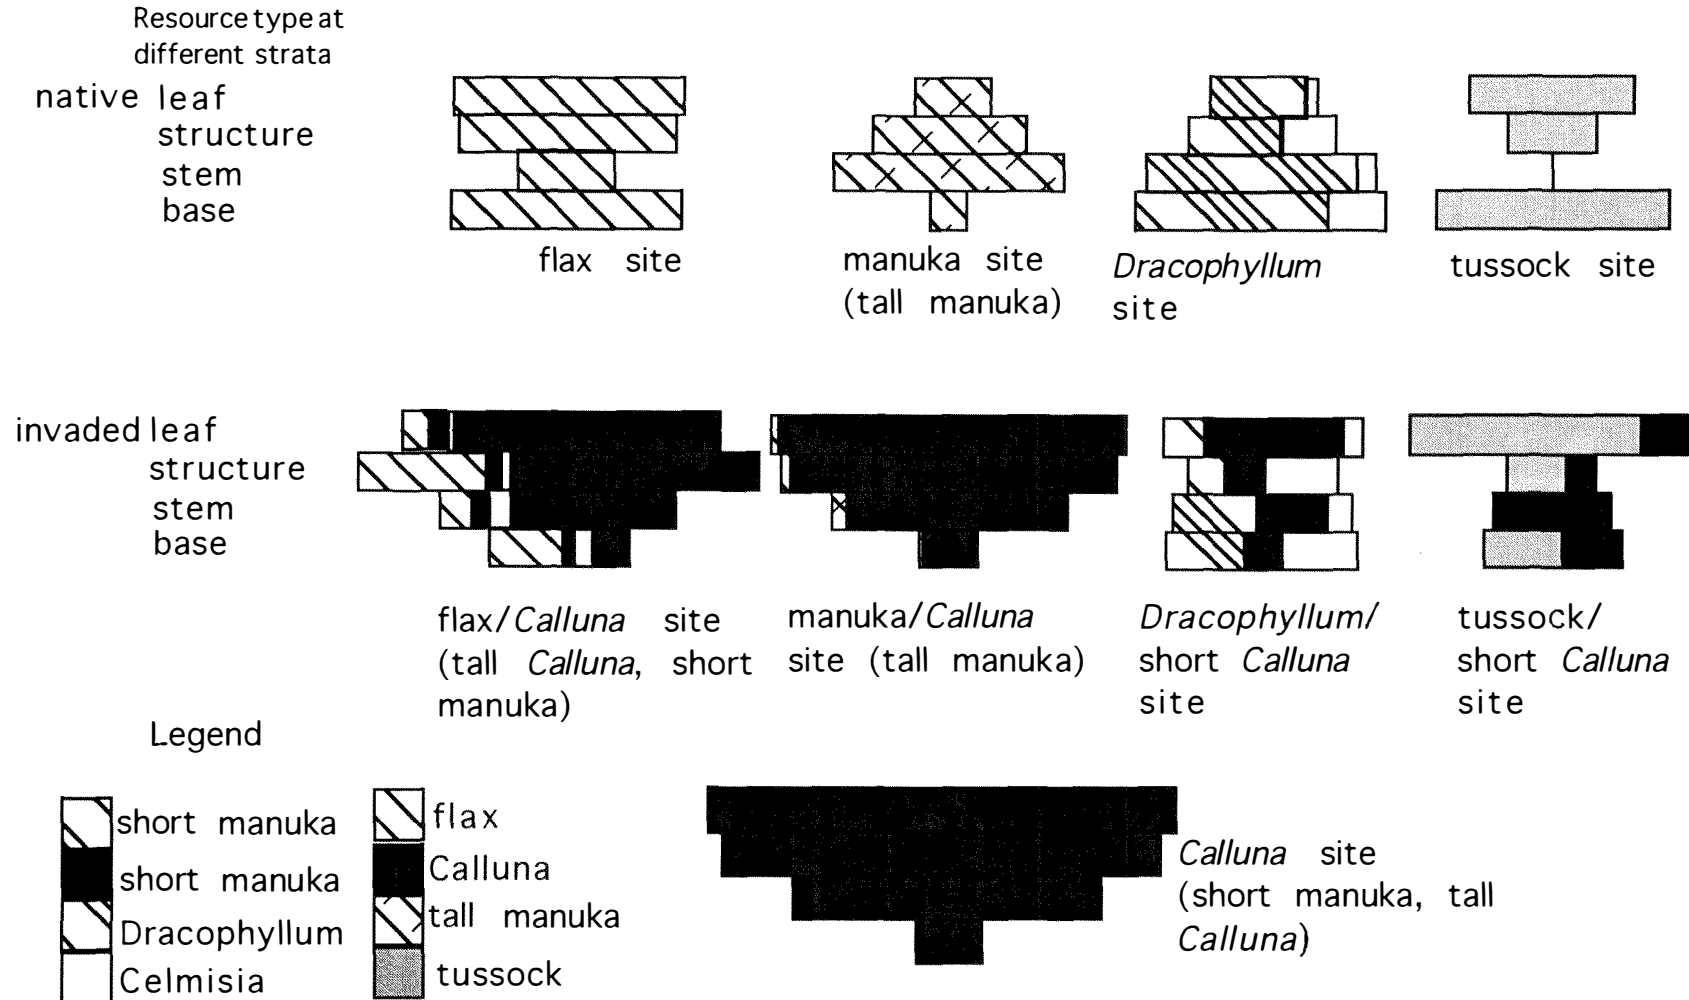 Resource type at
different strata
native leaf
structure
stem
base
flax site
manuka site
(tall manuka)
Dracophyllum
site
tussock site
invaded leaf
structure
stem
base
flax/Calluna site
(tall Calluna, short
manuka)
manuka/Calluna
site (tall manuka)
Dracophyllum/
short Calluna
site
tussock/
short Calluna
site
Legend
short manuka
short manuka
Dracophyllum
Celmisia
flax
Calluna
tall manuka
tussock
Calluna site
(short manuka, tall
Calluna)